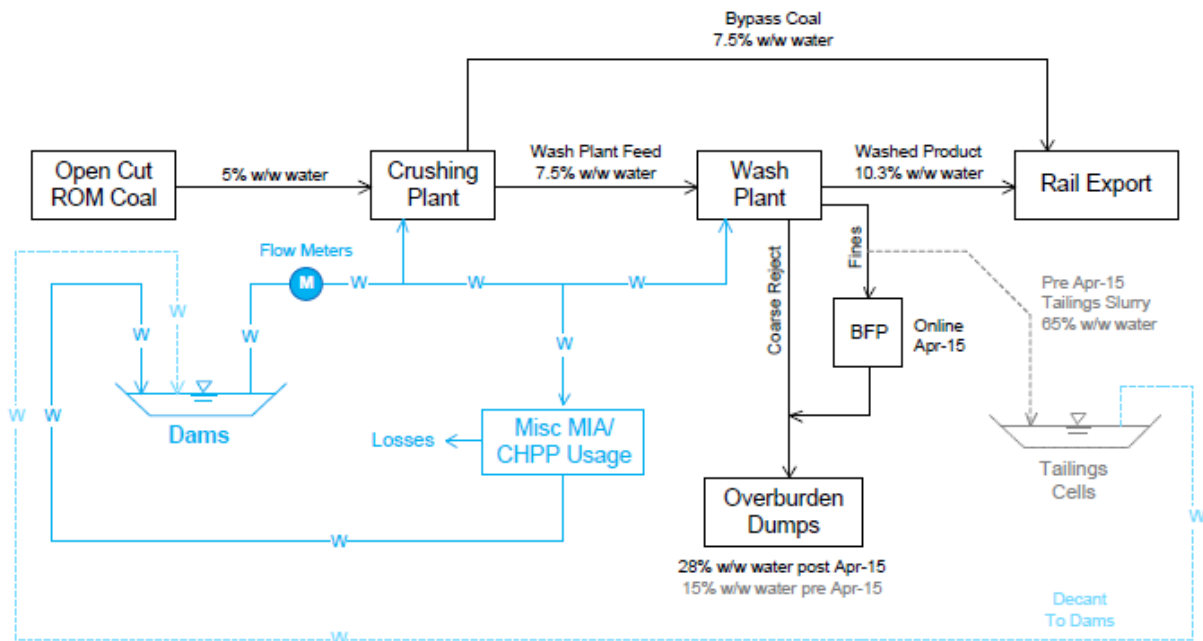 Bypass Coal
7.5% w/w water
Open Cut
ROM Coal
5% w/w water
Crushing
Plant
Wash Plant Feed
7.5% w/w water
Wash
Plant
Washed Product
10.3% w/w water
Rail Export
Flow Meters
M
W
W
W
W
W
W
W
W
W
Coarse Reject
Fines
BFP
Online
Apr-15
Pre Apr-15
Tailings Slurry
65% w/w water
Dams
Losses
Misc MIA/
CHPP Usage
Tailings
Cells
Overburden
Dumps
W
W
28% w/w water post Apr-15
15% w/w water pre Apr-15
Decant
To Dams
W